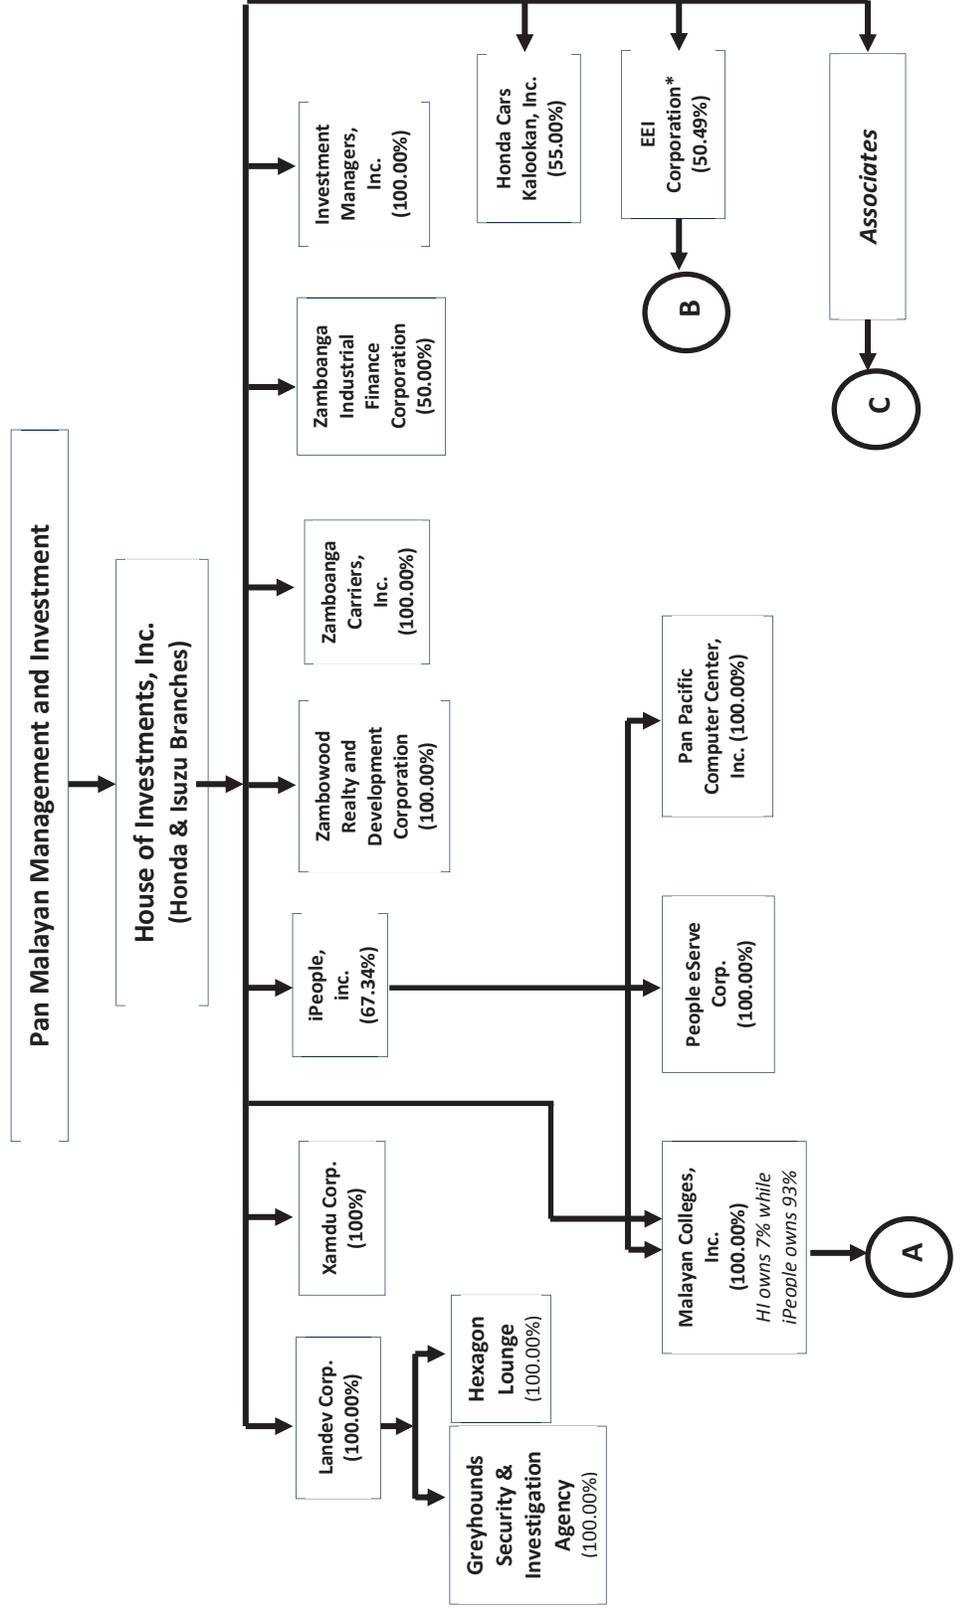 Pan Malayan Management and Investment
House of Investments, Inc.
(Honda & Isuzu Branches)
Landev Corp.
(100.00%)
Xamdu Corp.
(100%)
iPeople,
inc.
(67.34%)
Zambowood
Realty and
Development
Corporation
(100.00%)
Zamboanga
Carriers,
Inc.
(100.00%)
Zamboanga
Industrial
Finance
Corporation
(50.00%)
Investment
Managers,
Inc.
(100.00%)
Greyhounds
Security &
Investigation
Agency
(100.00%)
Hexagon
Lounge
(100.00%)
Honda Cars
Kalookan, Inc.
(55.00%)
Malayan Colleges,
Inc.
(100.00%)
HI owns 7% while
iPeople owns 93%
People eServe
Corp.
(100.00%)
Pan Pacific
Computer Center,
Inc. (100.00%)
B
EEI
Corporation*
(50.49%)
A
C
Associates